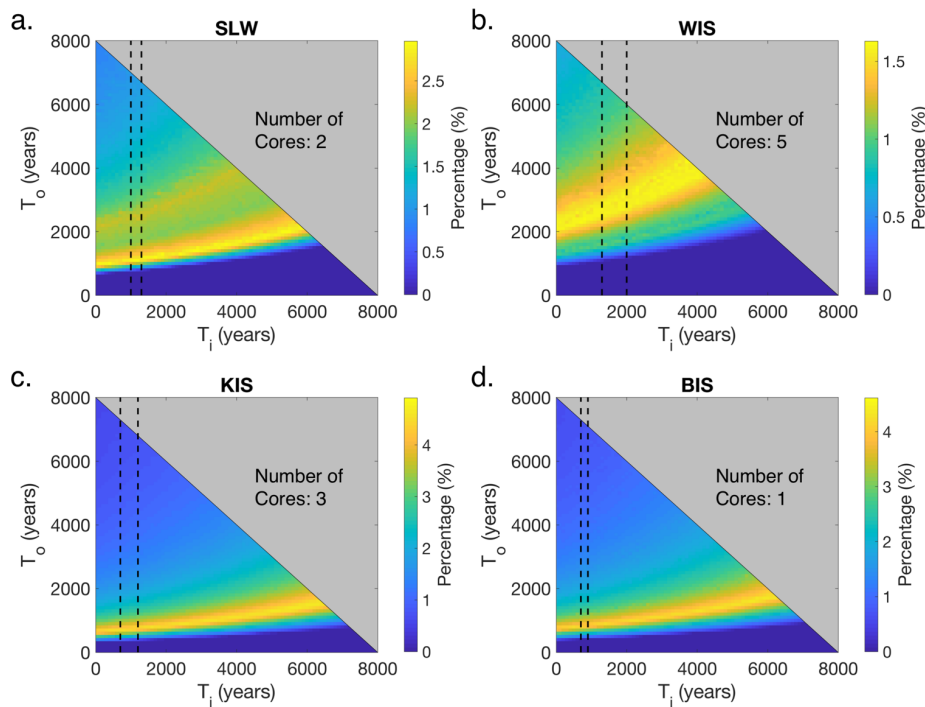 a.
SLW
8000
6000
4000
2000
0
T_o (years)
0 2000 4000 6000 8000
T_i (years)
Number of
Cores: 2
2.5
2
1.5
1
0.5
0
Percentage (%)
b.
WIS
8000
6000
4000
2000
0
T_o (years)
0 2000 4000 6000 8000
T_i (years)
Number of
Cores: 5
1.5
1
0.5
0
Percentage (%)
c.
KIS
8000
6000
4000
2000
0
T_o (years)
0 2000 4000 6000 8000
T_i (years)
Number of
Cores: 3
4
3
2
1
0
Percentage (%)
d.
BIS
8000
6000
4000
2000
0
T_o (years)
0 2000 4000 6000 8000
T_i (years)
Number of
Cores: 1
4
3
2
1
0
Percentage (%)